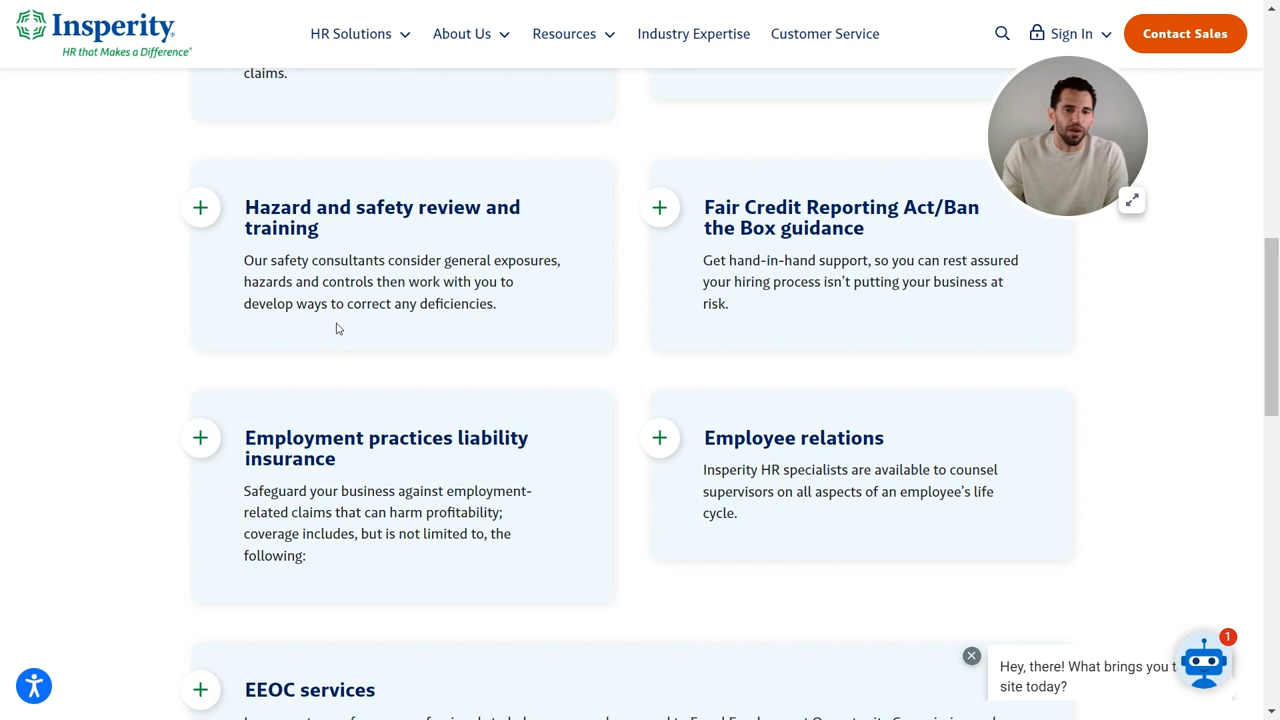 Insperity
HR that Makes a Difference
HR Solutions
About Us
Resources
Industry Expertise
Customer Service
Sign In
Contact Sales
claims.
Hazard and safety review and
training
Our safety consultants consider general exposures,
hazards and controls then work with you to
develop ways to correct any deficiencies.
Fair Credit Reporting Act/Ban
the Box guidance
Get hand-in-hand support, so you can rest assured
your hiring process isn't putting your business at
risk.
Employment practices liability
insurance
Safeguard your business against employment-
related claims that can harm profitability;
coverage includes, but is not limited to, the
following:
Employee relations
Insperity HR specialists are available to counsel
supervisors on all aspects of an employee's life
cycle.
EEOC services
Hey, there! What brings you t
site today?
1